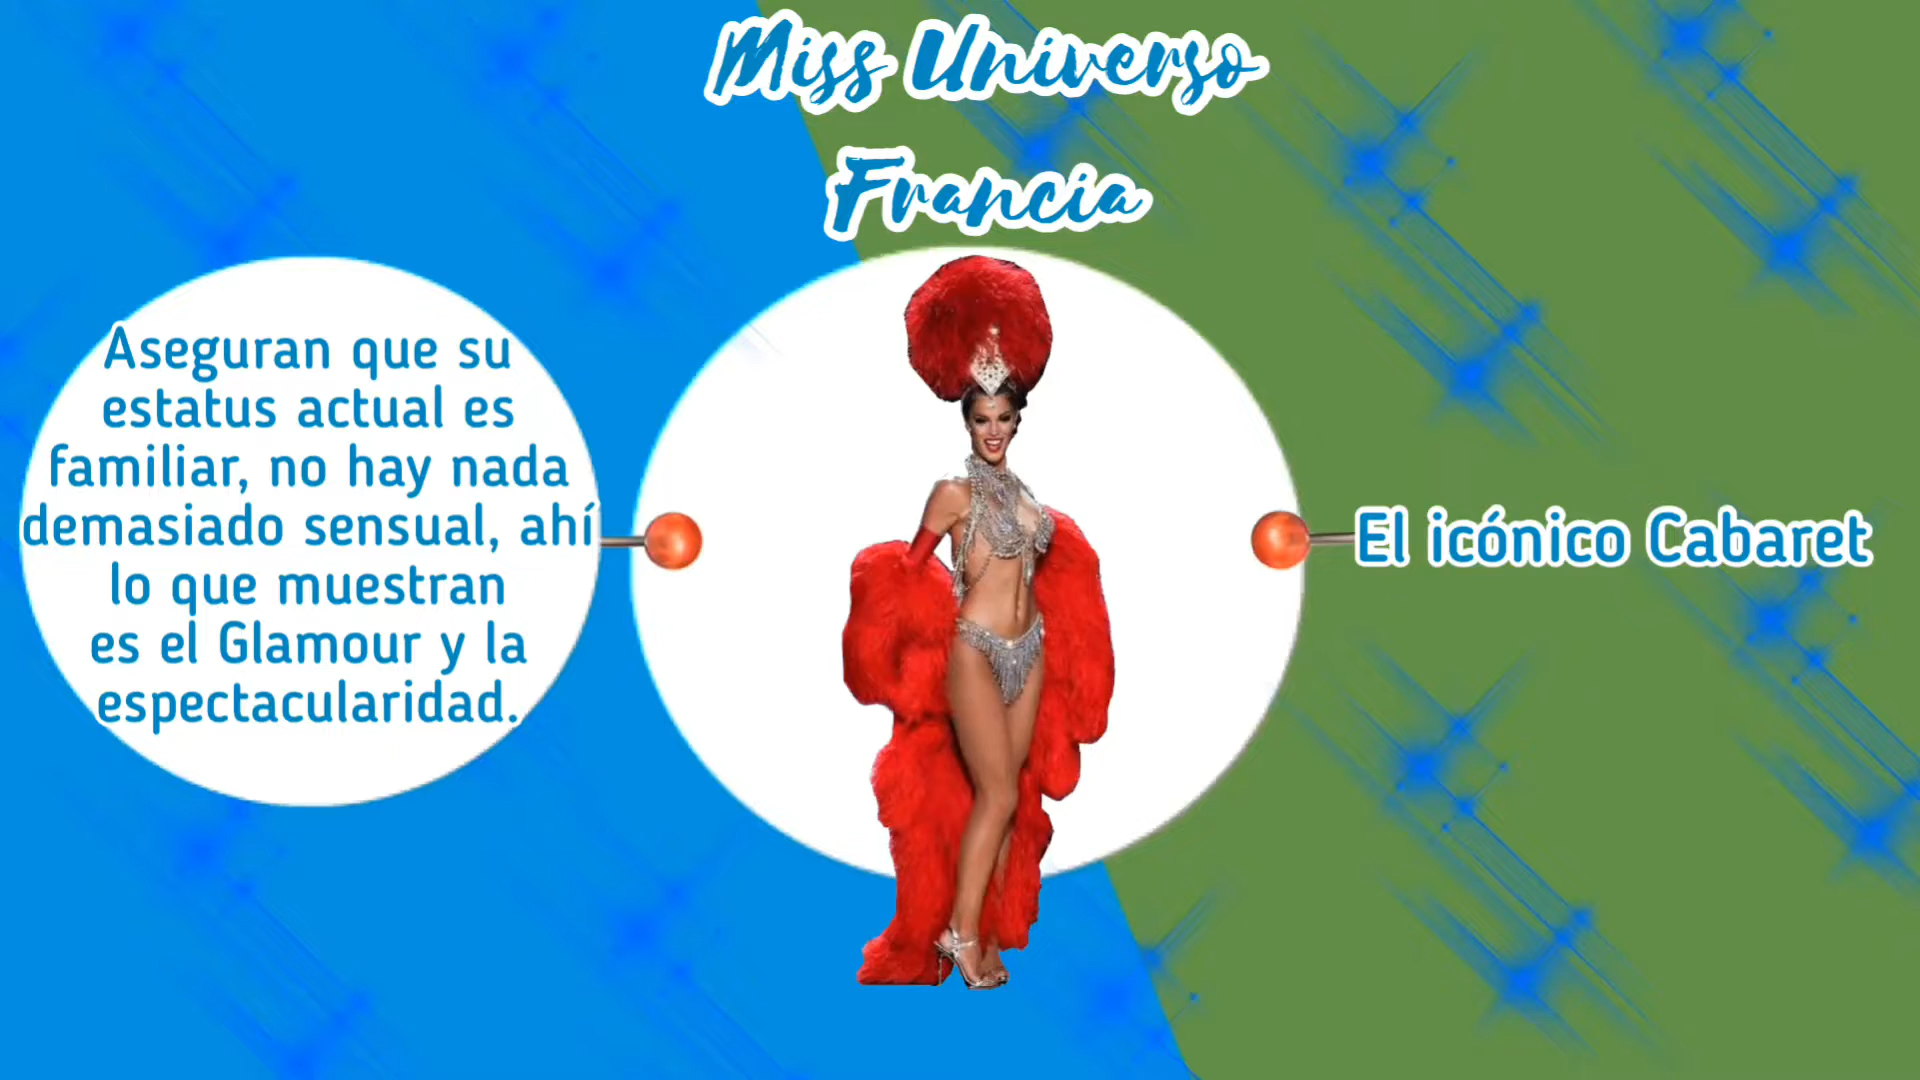 Miss Universo
Francia
Aseguran que su
estatus actual es
familiar, no hay nada
demasiado sensual, ahí
lo que muestran
es el Glamour y la
espectacularidad.
El icónico Cabaret